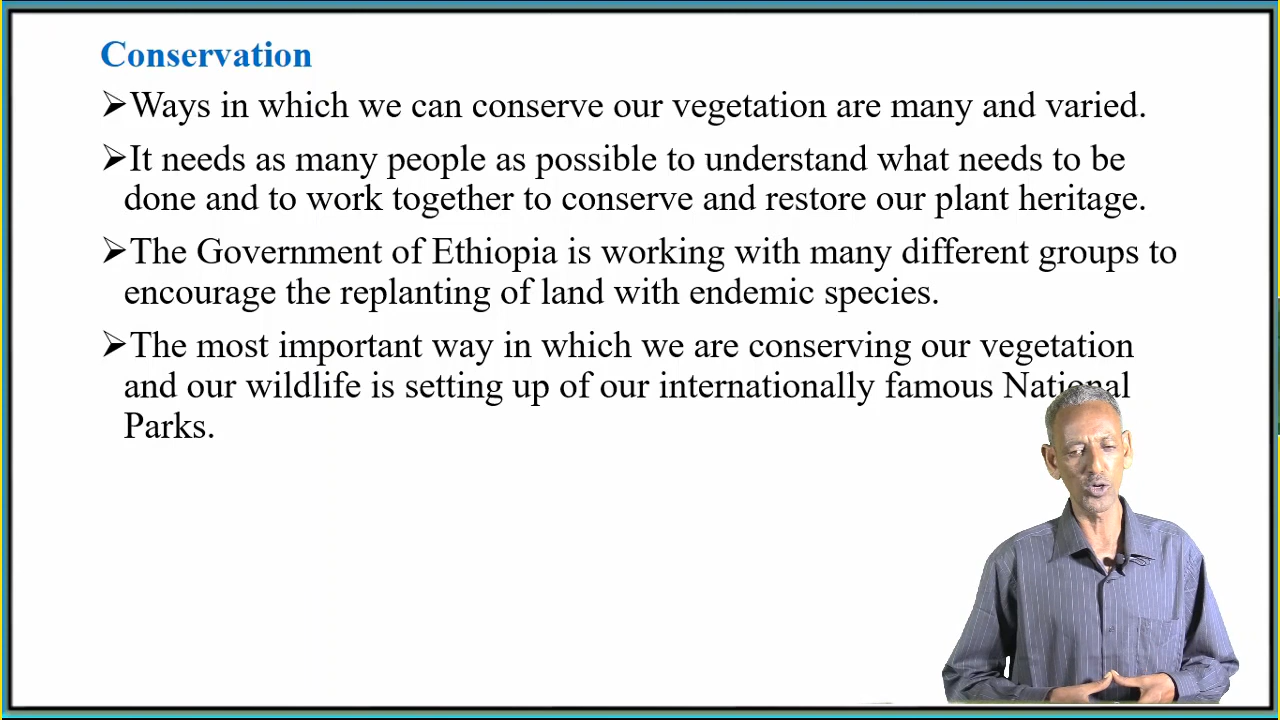 Conservation
➢Ways in which we can conserve our vegetation are many and varied.
➢It needs as many people as possible to understand what needs to be
done and to work together to conserve and restore our plant heritage.
➢The Government of Ethiopia is working with many different groups to
encourage the replanting of land with endemic species.
➢The most important way in which we are conserving our vegetation
and our wildlife is setting up of our internationally famous National
Parks.